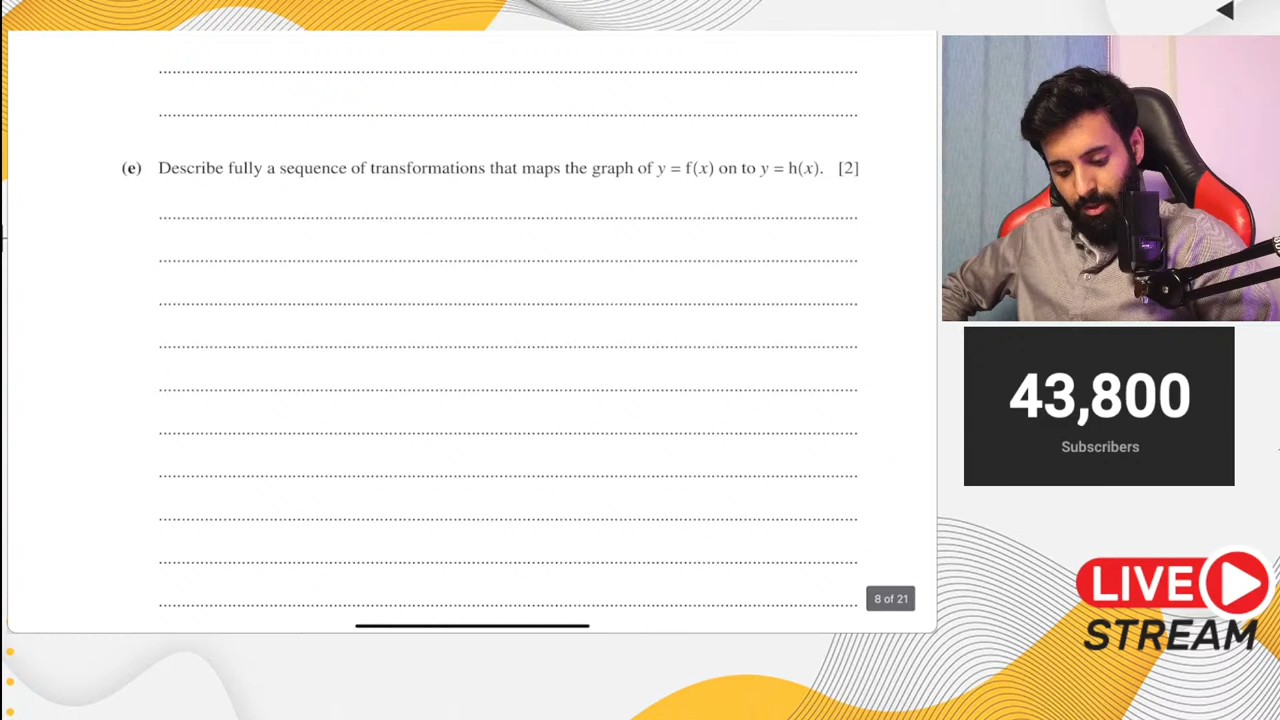 (e) Describe fully a sequence of transformations that maps the graph of y = f(x) on to y = h(x). [2]
8 of 21
43,800
Subscribers
LIVE
STREAM